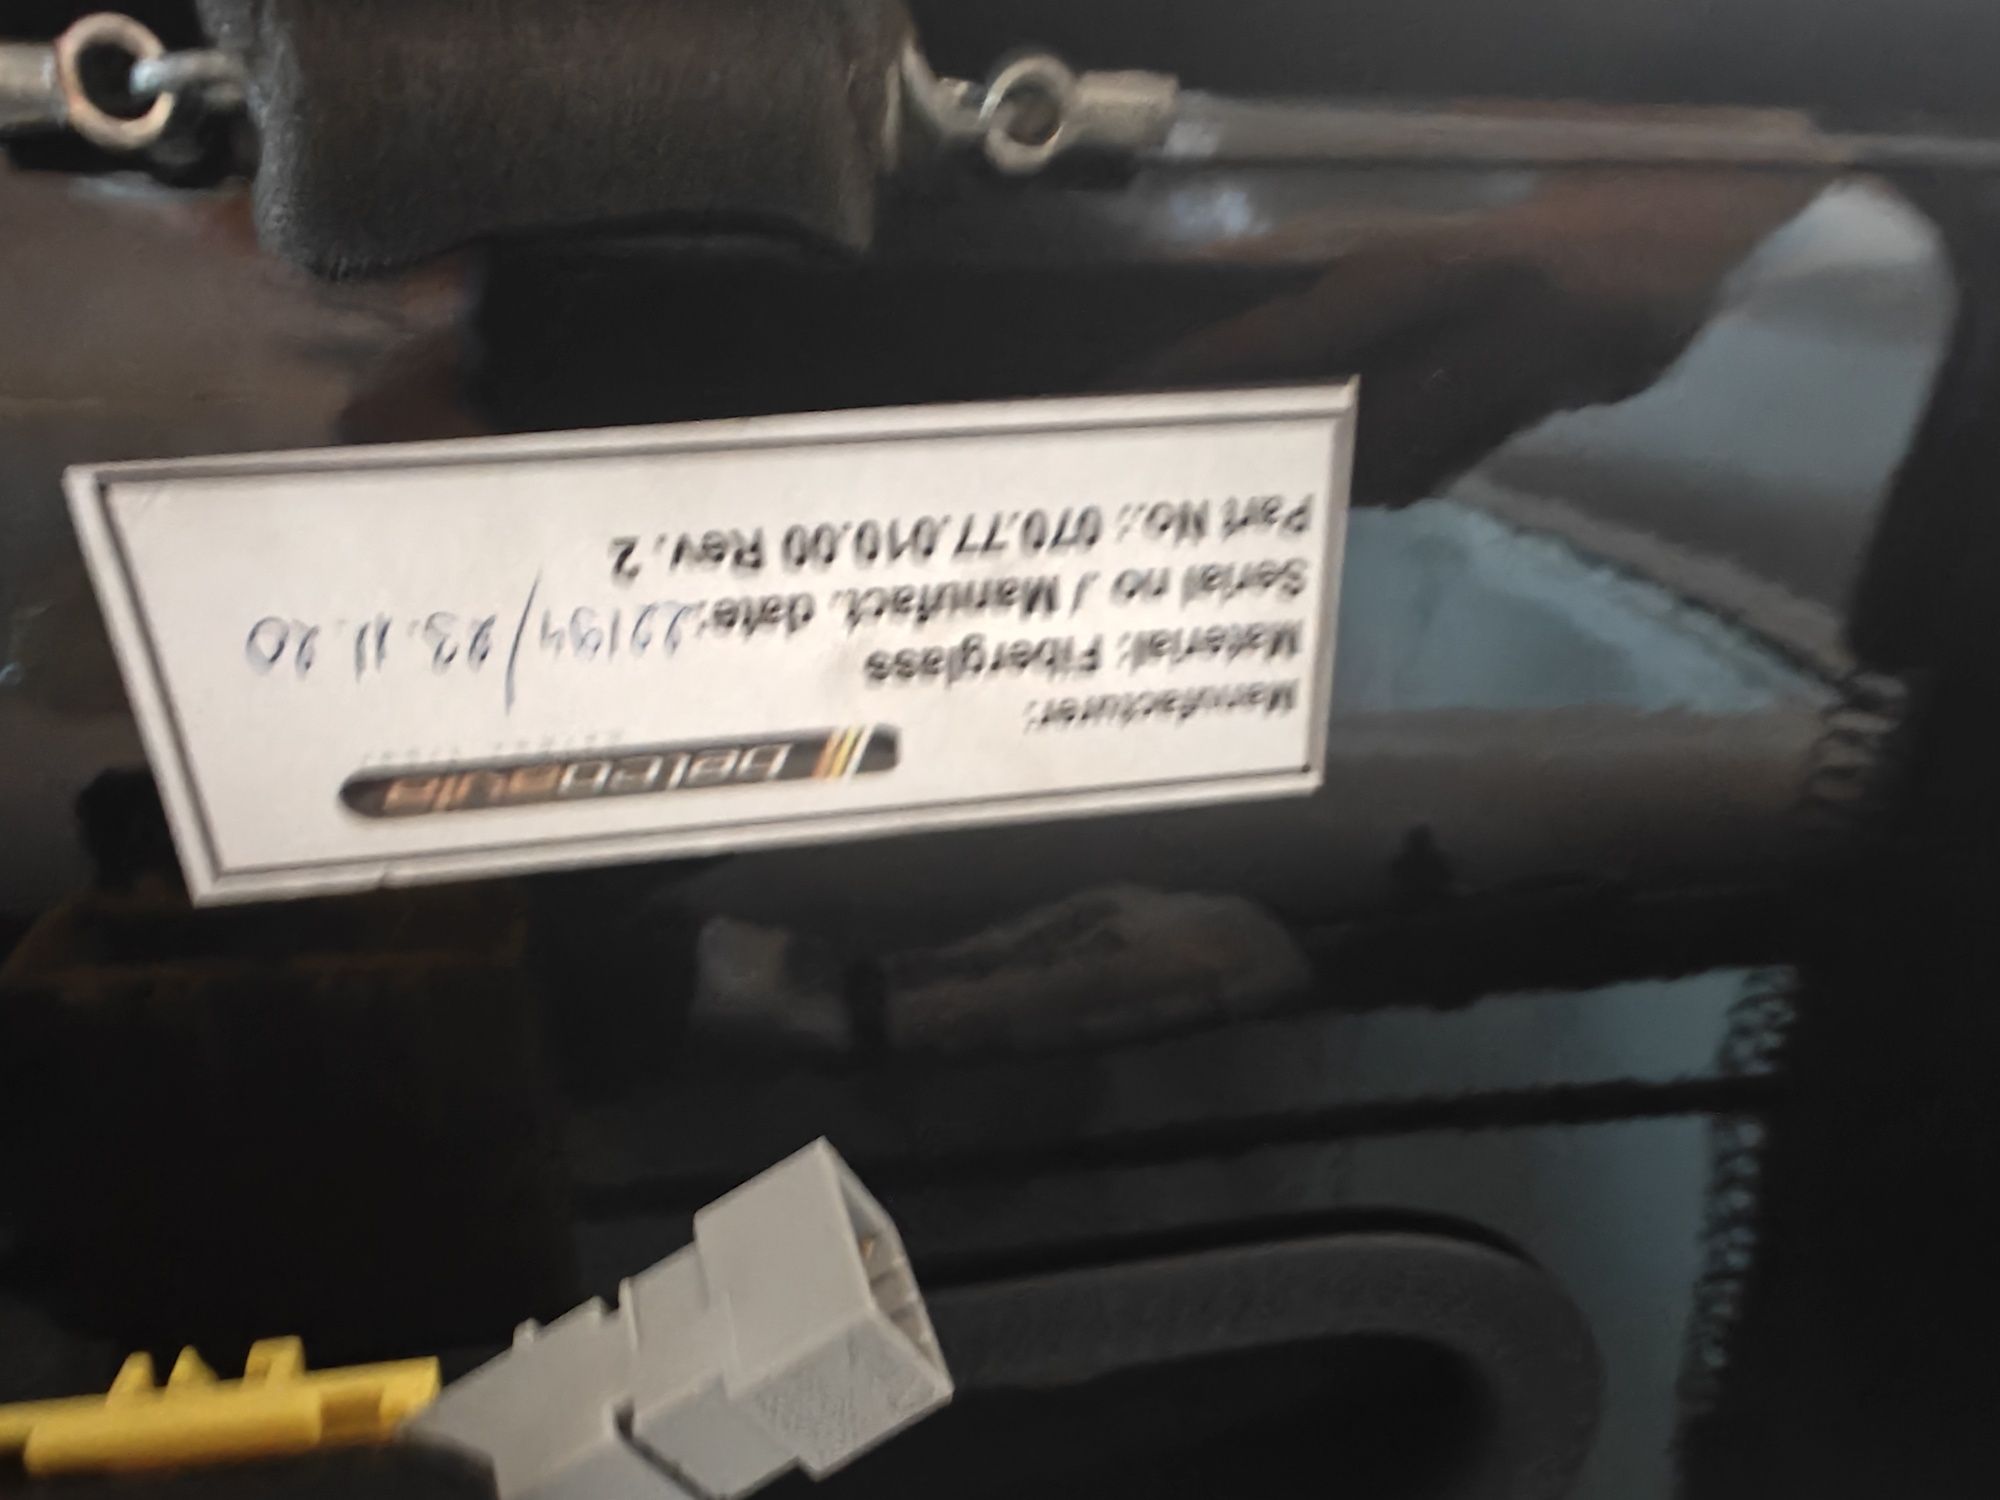 Manufacturer:
Material: Fiberglass
Serial no / Manufact. date: 22194/23.11.20
Part No.: 070.77.010.00 Rev. 2